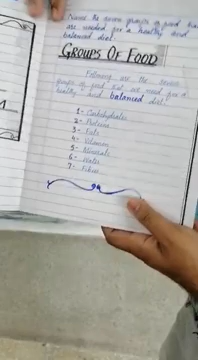 Name the seven groups of food that
are needed for a healthy and
balanced diet.
GROUPS OF FOOD
Following are the seven
groups of food that we need for a
healthy and balanced diet.
1- Carbohydrates
2- Proteins
3- Fats
4- Vitamins
5- Minerals
6- Water
7- Fibre